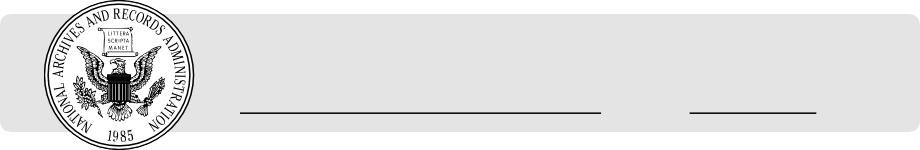 NATIONAL ARCHIVES AND RECORDS ADMINISTRATION
LITTERA
SCRIPTA
MANET
1985